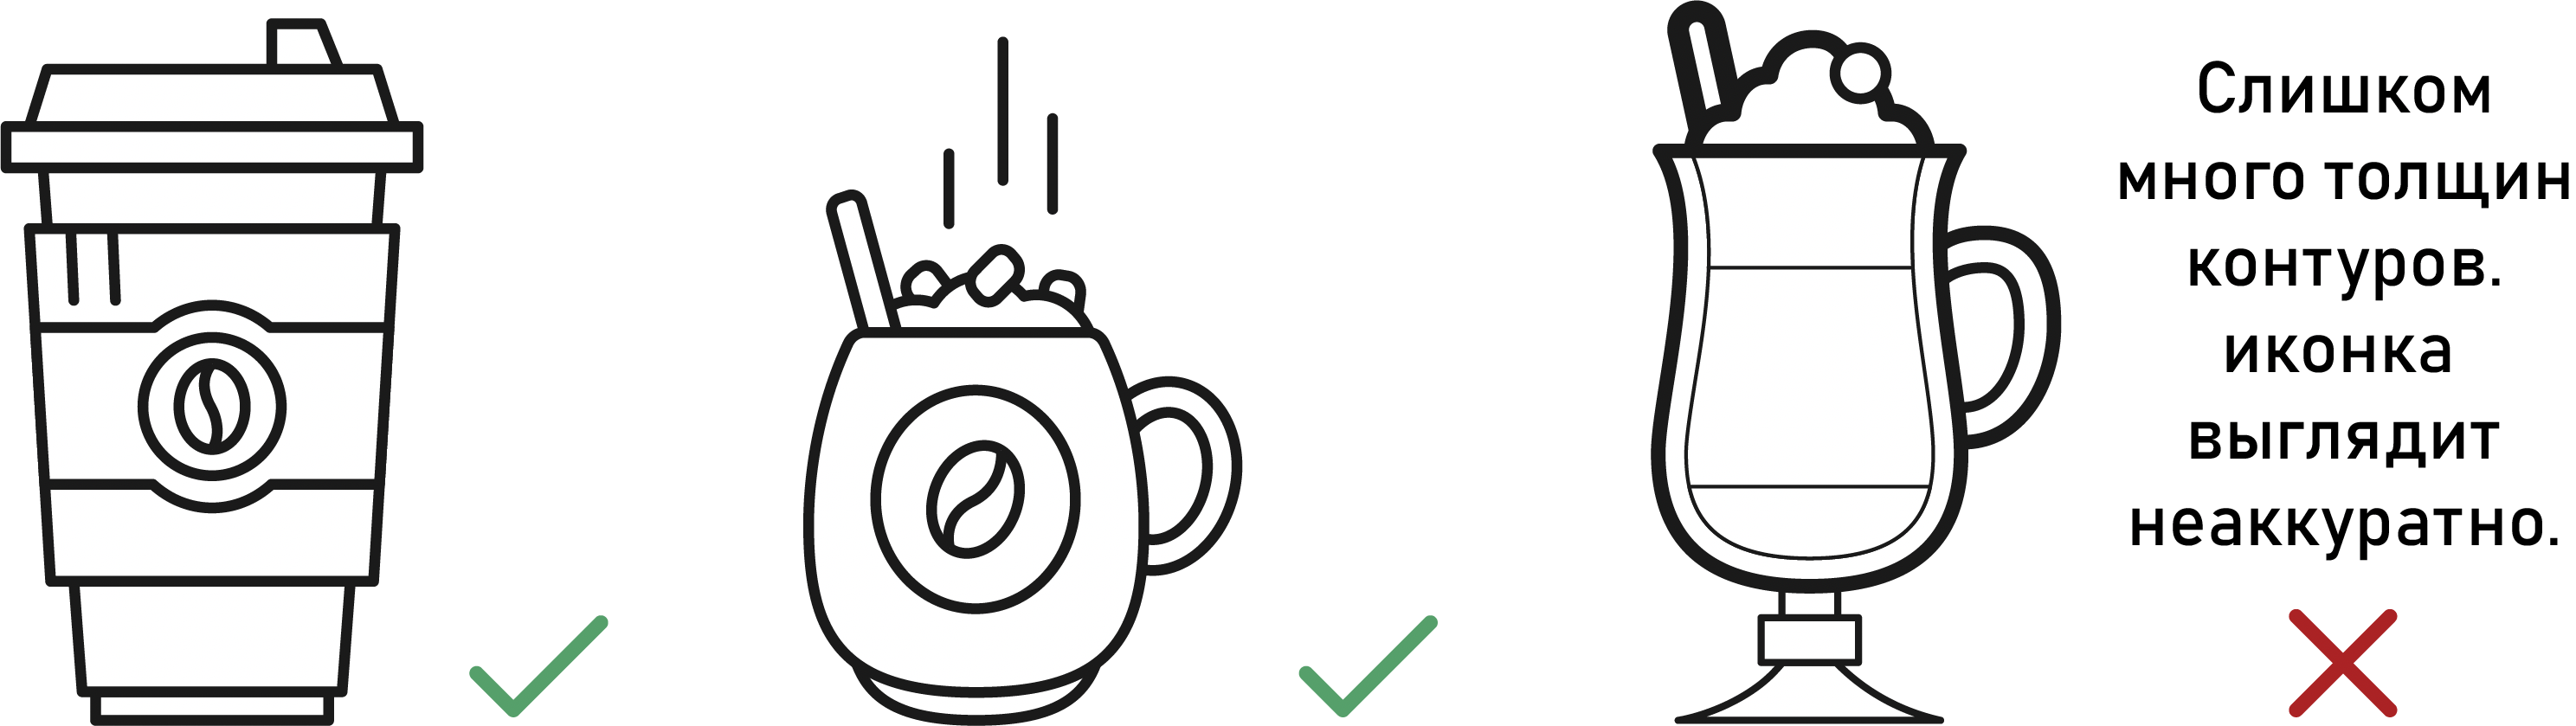 Слишком
много толщин
контуров.
иконка
выглядит
неаккуратно.